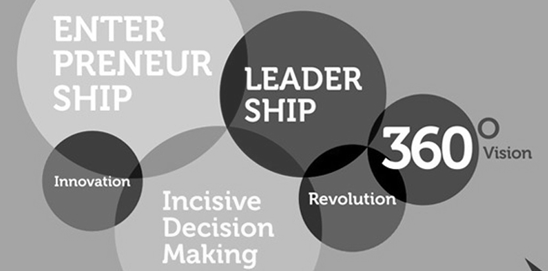 ENTER
PRENEUR
SHIP
LEADER
SHIP
360°
Vision
Innovation
Revolution
Incisive
Decision
Making